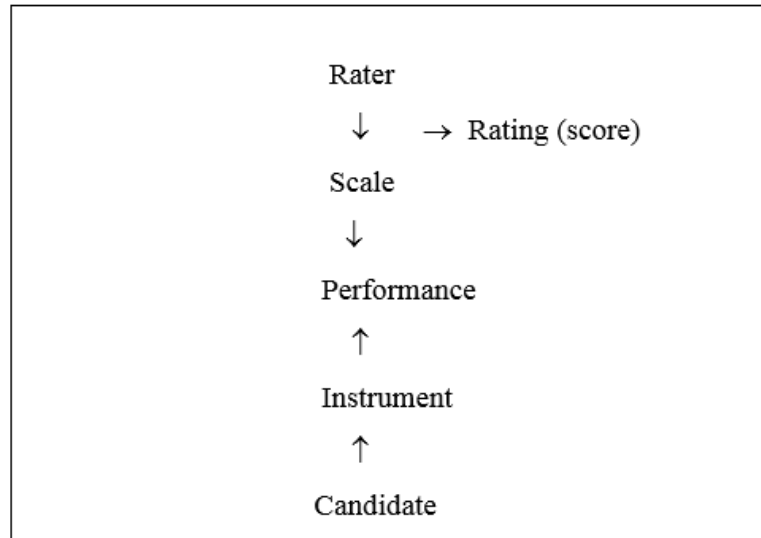 Rater
↓ → Rating (score)
Scale
↓
Performance
↑
Instrument
↑
Candidate